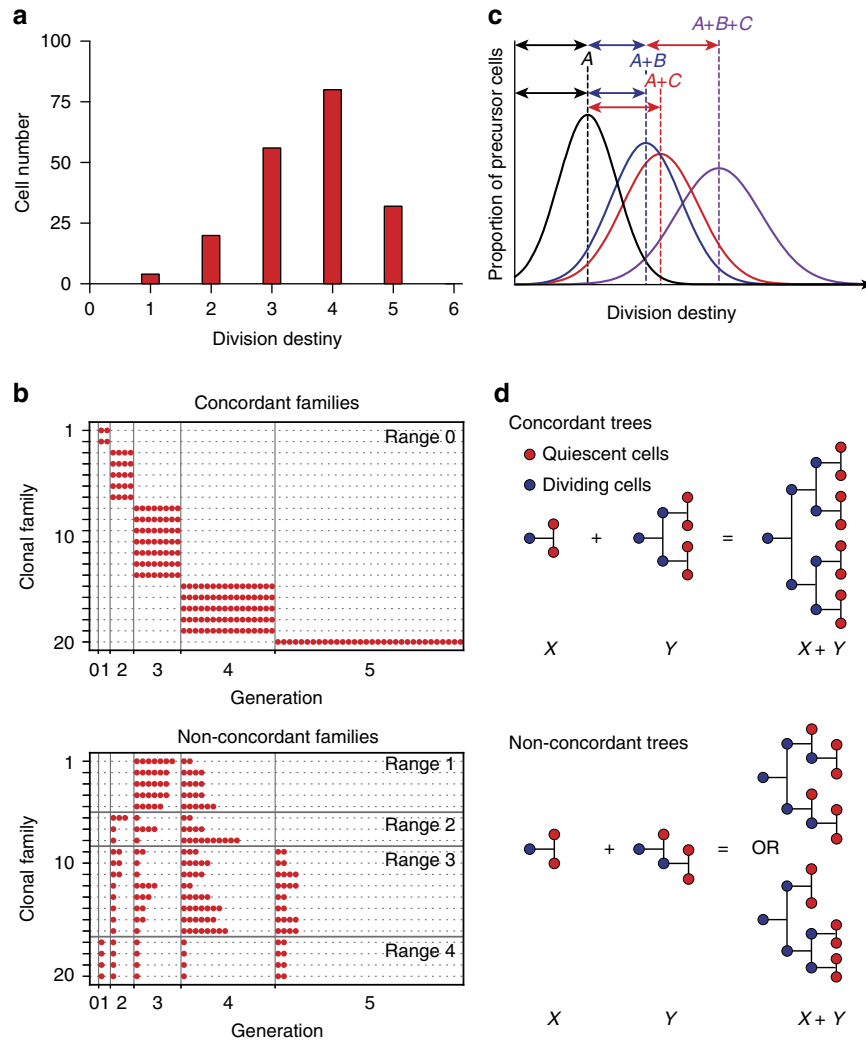 a
100
75
50
25
0
Cell number
0 1 2 3 4 5 6
Division destiny
b
Concordant families
Range 0
1
10
20
Clonal family
0 1 2 3 4 5
Generation
Non-concordant families
Range 1
Range 2
Range 3
Range 4
1
10
20
Clonal family
0 1 2 3 4 5
Generation
c
A+B+C
A A+B
A+C
Proportion of precursor cells
Division destiny
d
Concordant trees
Quiescent cells
Dividing cells
+ =
X Y X + Y
Non-concordant trees
+ = OR
X Y X + Y